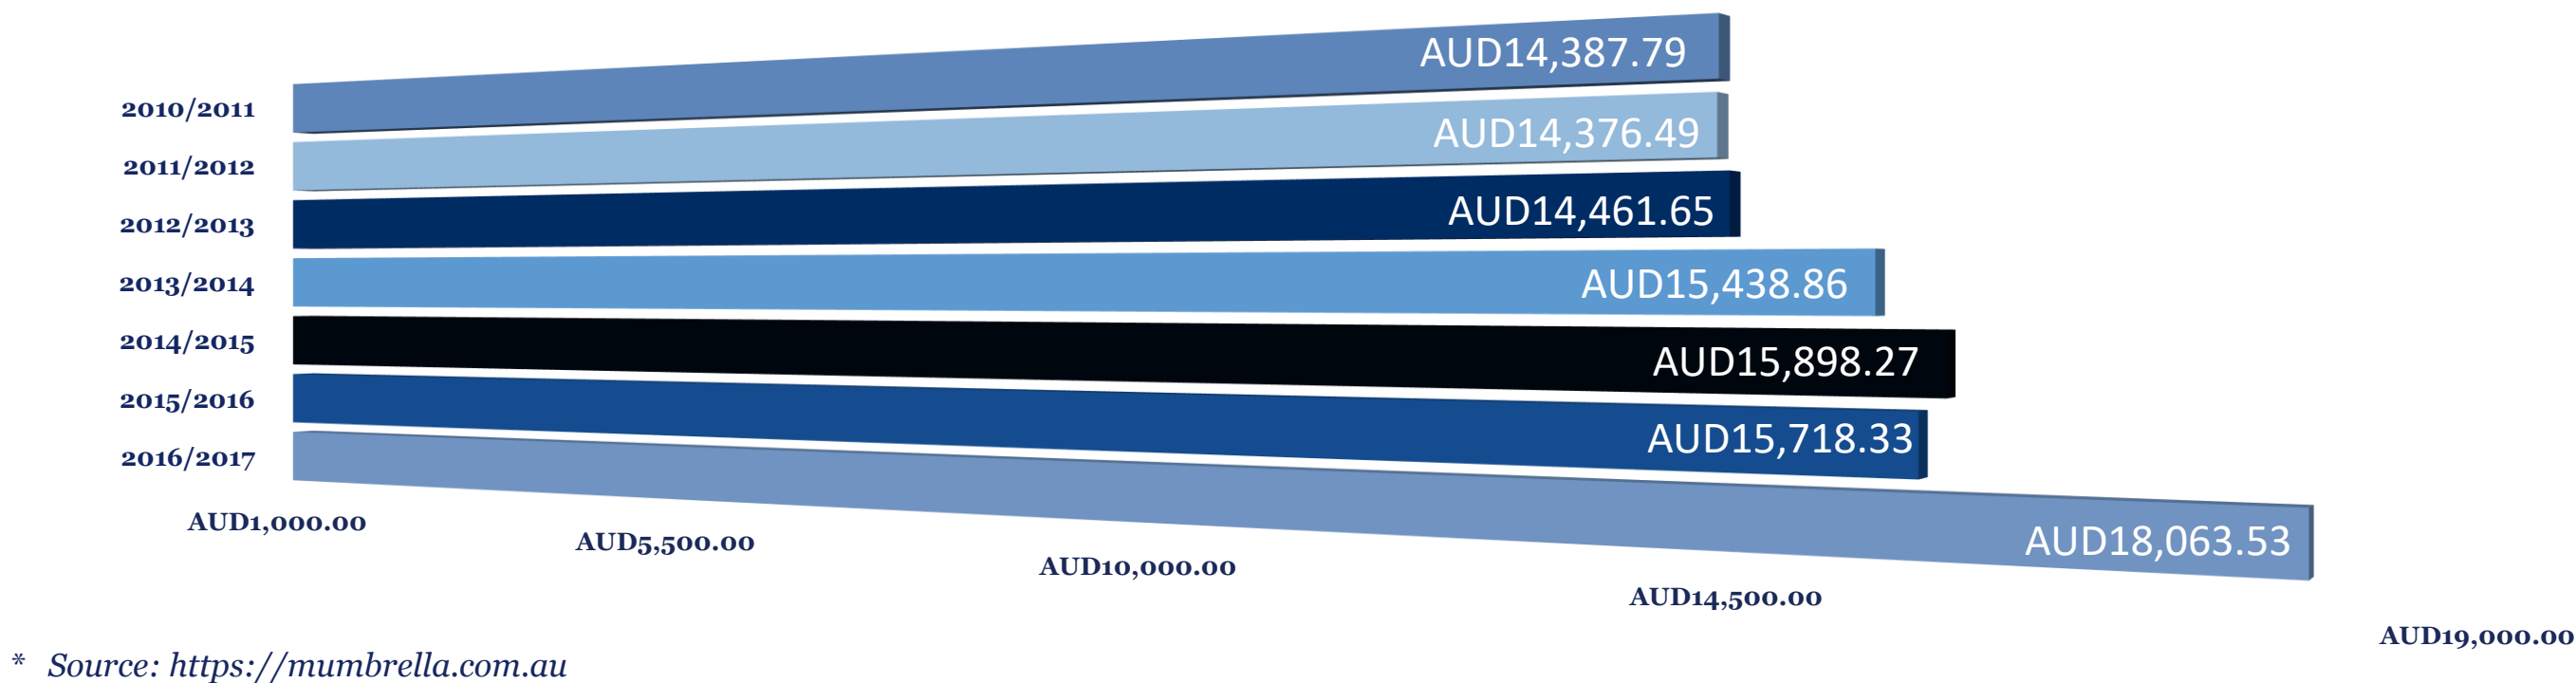 AUD14,387.79
2010/2011
AUD14,376.49
2011/2012
AUD14,461.65
2012/2013
AUD15,438.86
2013/2014
AUD15,898.27
2014/2015
AUD15,718.33
2015/2016
AUD18,063.53
2016/2017
AUD1,000.00
AUD5,500.00
AUD10,000.00
AUD14,500.00
AUD19,000.00
* Source: https://mumbrella.com.au